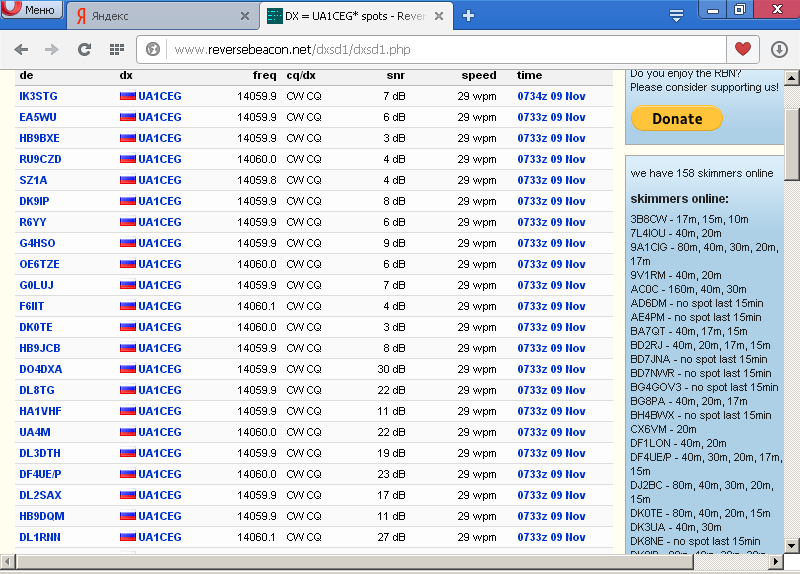 Меню
Яндекс
DX = UA1CEG* spots - Rever
www.reversebeacon.net/dxsd1/dxsd1.php
de dx freq cq/dx snr speed time
IK3STG UA1CEG 14059.9 CW CQ 7 dB 29 wpm 0734z 09 Nov
EA5WU UA1CEG 14059.9 CW CQ 6 dB 29 wpm 0733z 09 Nov
HB9BXE UA1CEG 14059.9 CW CQ 3 dB 29 wpm 0733z 09 Nov
RU9CZD UA1CEG 14060.0 CW CQ 4 dB 29 wpm 0733z 09 Nov
SZ1A UA1CEG 14059.8 CW CQ 4 dB 29 wpm 0733z 09 Nov
DK9IP UA1CEG 14059.9 CW CQ 8 dB 29 wpm 0733z 09 Nov
R6YY UA1CEG 14059.9 CW CQ 6 dB 29 wpm 0733z 09 Nov
G4HSO UA1CEG 14059.9 CW CQ 9 dB 29 wpm 0733z 09 Nov
OE6TZE UA1CEG 14060.0 CW CQ 6 dB 29 wpm 0733z 09 Nov
G0LUJ UA1CEG 14059.9 CW CQ 7 dB 29 wpm 0733z 09 Nov
F6IIT UA1CEG 14060.1 CW CQ 4 dB 29 wpm 0733z 09 Nov
DK0TE UA1CEG 14060.0 CW CQ 3 dB 29 wpm 0733z 09 Nov
HB9JCB UA1CEG 14059.9 CW CQ 8 dB 29 wpm 0733z 09 Nov
DO4DXA UA1CEG 14059.9 CW CQ 30 dB 29 wpm 0733z 09 Nov
DL8TG UA1CEG 14059.9 CW CQ 22 dB 29 wpm 0733z 09 Nov
HA1VHF UA1CEG 14059.9 CW CQ 11 dB 29 wpm 0733z 09 Nov
UA4M UA1CEG 14060.0 CW CQ 22 dB 29 wpm 0733z 09 Nov
DL3DTH UA1CEG 14059.9 CW CQ 19 dB 29 wpm 0733z 09 Nov
DF4UE/P UA1CEG 14060.0 CW CQ 23 dB 29 wpm 0733z 09 Nov
DL2SAX UA1CEG 14059.9 CW CQ 17 dB 29 wpm 0733z 09 Nov
HB9DQM UA1CEG 14059.9 CW CQ 11 dB 29 wpm 0733z 09 Nov
DL1RNN UA1CEG 14060.1 CW CQ 27 dB 29 wpm 0733z 09 Nov
Do you enjoy the RBN?
Please consider supporting us!
Donate
we have 158 skimmers online
skimmers online:
3B8CW - 17m, 15m, 10m
7L4IOU - 40m, 20m
9A1CIG - 80m, 40m, 30m, 20m,
17m
9V1RM - 40m, 20m
AC0C - 160m, 40m, 30m
AD6DM - no spot last 15min
AE4PM - no spot last 15min
BA7QT - 40m, 17m, 15m
BD2RJ - 40m, 20m, 17m, 15m
BD7JNA - no spot last 15min
BD7NWR - no spot last 15min
BG4GOV3 - no spot last 15min
BG8PA - 40m, 20m, 17m
BH4BWX - no spot last 15min
CX6VM - 20m
DF1LON - 40m, 20m
DF4UE/P - 40m, 30m, 20m, 17m,
15m
DJ2BC - 80m, 40m, 30m, 20m,
15m
DK0TE - 80m, 40m, 20m, 15m
DK3UA - 40m, 30m
DK8NE - no spot last 15min